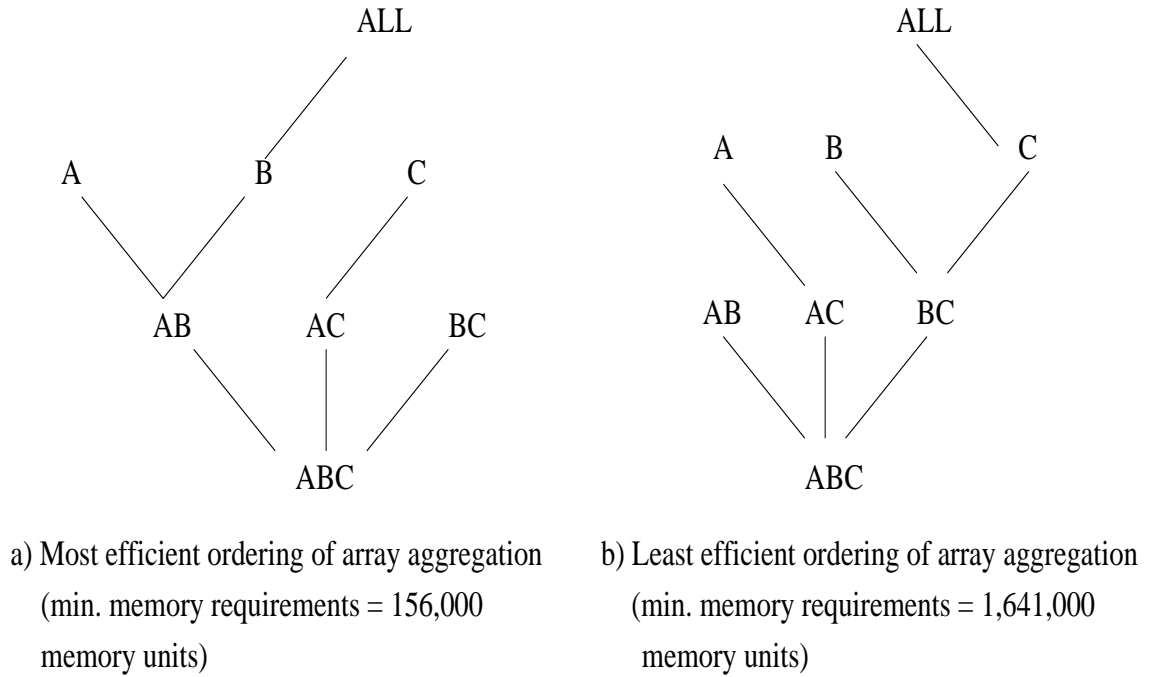 ALL
A B C
AB AC BC
ABC
a) Most efficient ordering of array aggregation
(min. memory requirements = 156,000
memory units)
ALL
A B C
AB AC BC
ABC
b) Least efficient ordering of array aggregation
(min. memory requirements = 1,641,000
memory units)